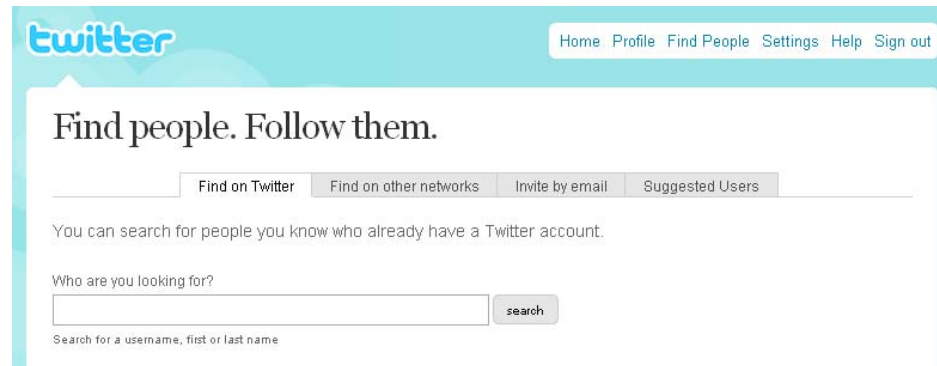 twitter
Home Profile Find People Settings Help Sign out
Find people. Follow them.
Find on Twitter Find on other networks Invite by email Suggested Users
You can search for people you know who already have a Twitter account.
Who are you looking for?
search
Search for a username, first or last name